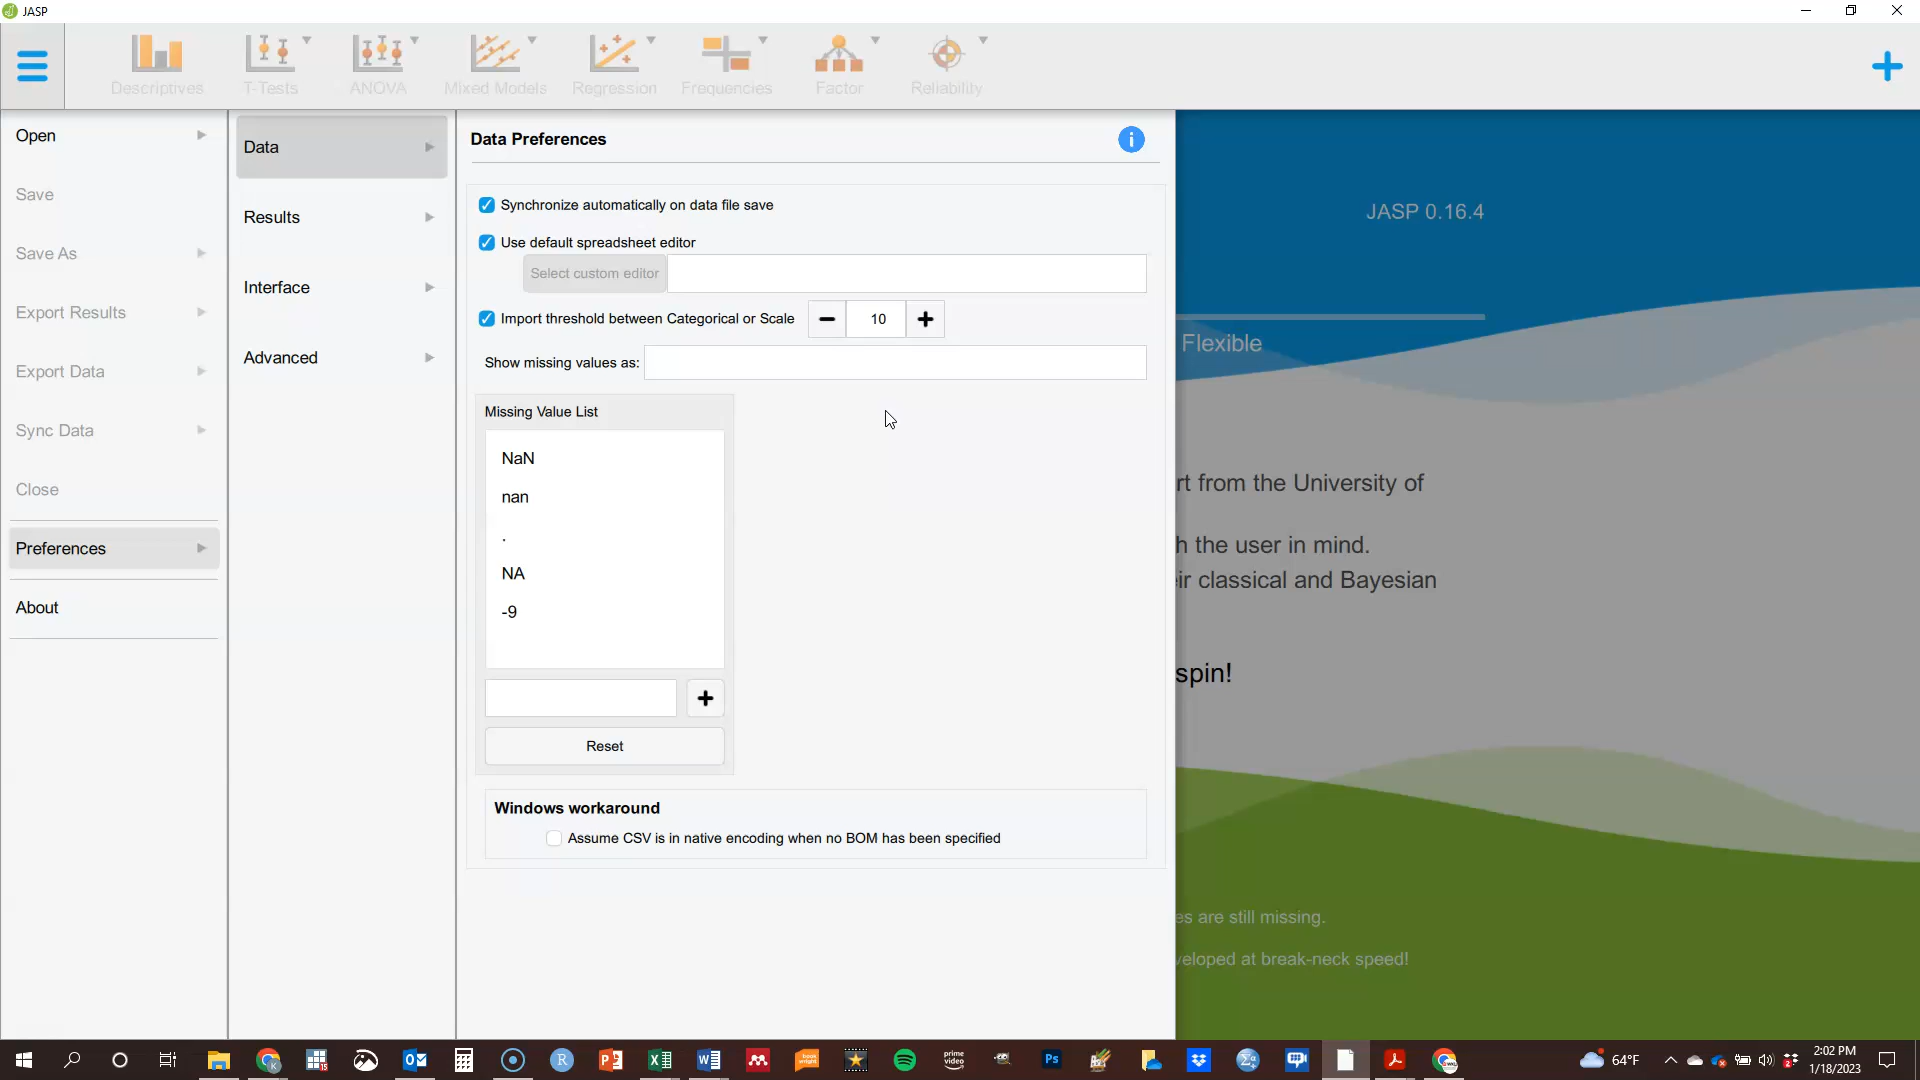 JASP
Descriptives
T-Tests
ANOVA
Mixed Models
Regression
Frequencies
Factor
Reliability
Open
Save
Save As
Export Results
Export Data
Sync Data
Close
Preferences
About
Data
Results
Interface
Advanced
Data Preferences
i
Synchronize automatically on data file save
Use default spreadsheet editor
Select custom editor
Import threshold between Categorical or Scale
10
Show missing values as:
Missing Value List
NaN
nan
.
NA
-9
Reset
Windows workaround
Assume CSV is in native encoding when no BOM has been specified
JASP 0.16.4
Flexible
rt from the University of
h the user in mind.
eir classical and Bayesian
spin!
es are still missing.
veloped at break-neck speed!
64°F
2:02 PM
1/18/2023